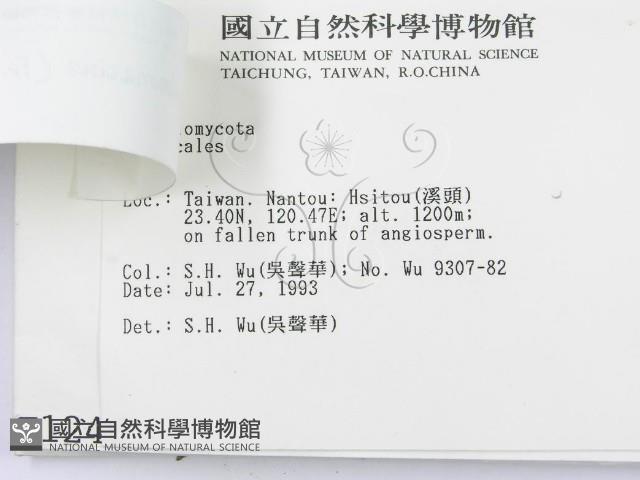 國立自然科學博物館
NATIONAL MUSEUM OF NATURAL SCIENCE
TAICHUNG, TAIWAN, R.O.CHINA
omycota
cales
Loc.: Taiwan. Nantou: Hsitou(溪頭)
23.40N, 120.47E; alt. 1200m;
on fallen trunk of angiosperm.
Col.: S.H. Wu(吳聲華); No. Wu 9307-82
Date: Jul. 27, 1993
Det.: S.H. Wu(吳聲華)
124
國立自然科學博物館
NATIONAL MUSEUM OF NATURAL SCIENCE